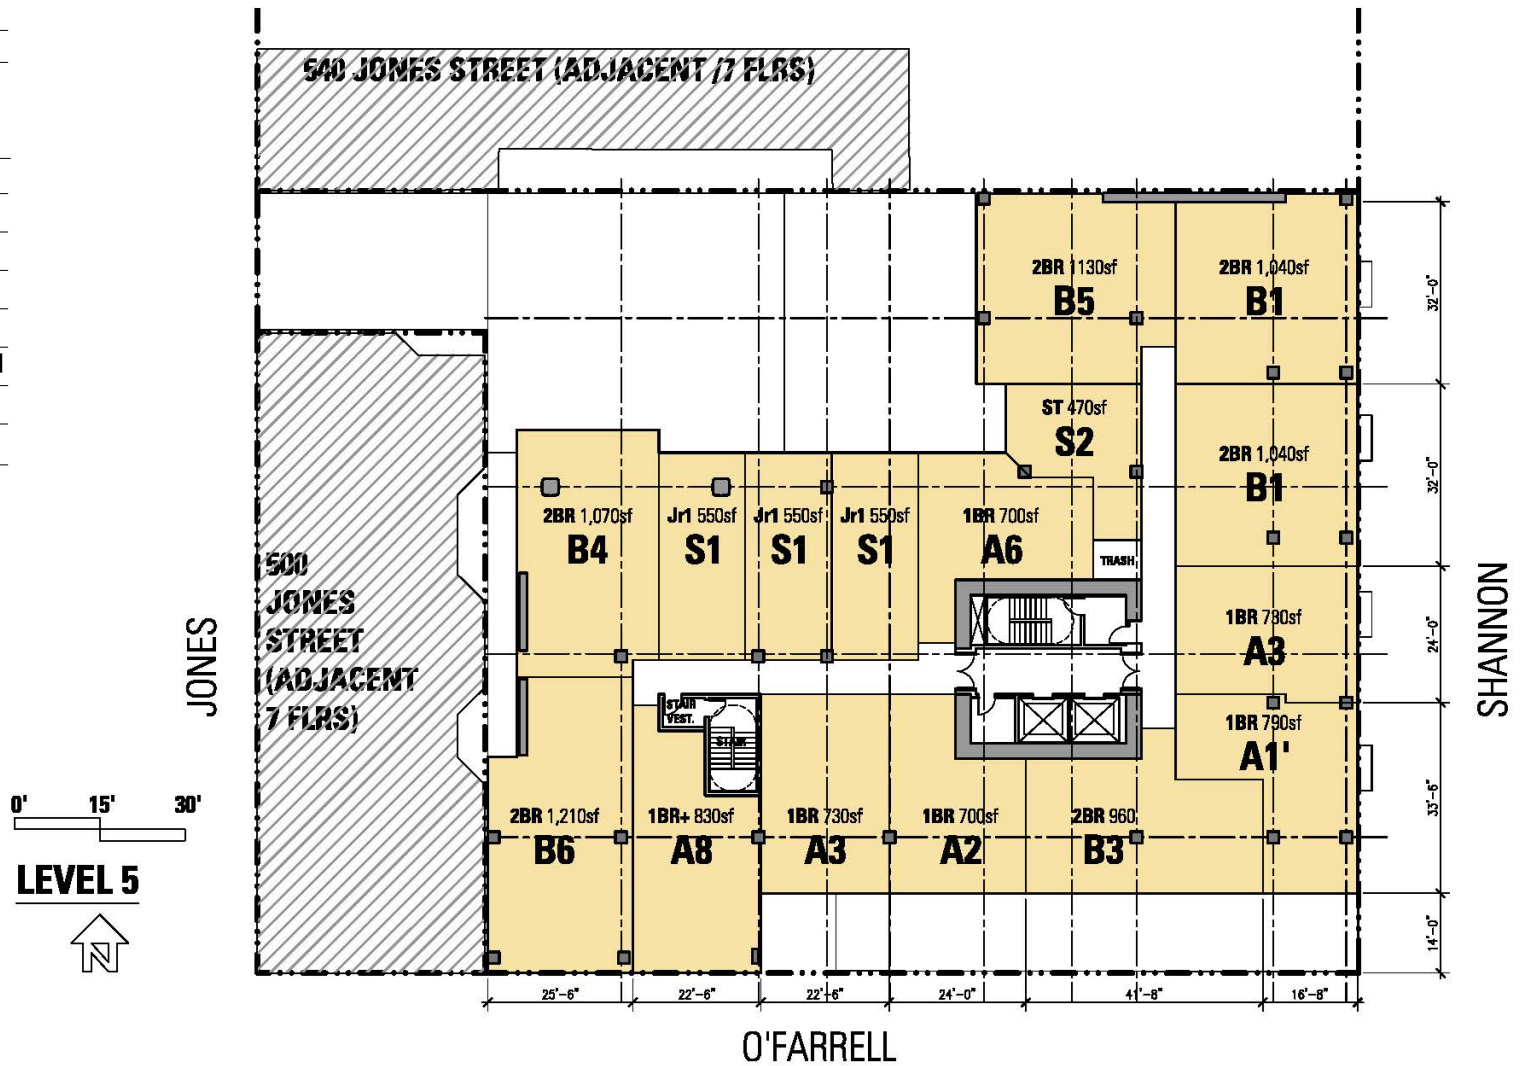 540 JONES STREET (ADJACENT /7 FLRS)
2BR 1130sf
B5
2BR 1,040sf
B1
32'-0"
ST 470sf
S2
2BR 1,040sf
B1
32'-0"
2BR 1,070sf
B4
Jr1 550sf
S1
Jr1 550sf
S1
Jr1 550sf
S1
1BR 700sf
A6
TRASH
500
JONES
STREET
(ADJACENT
7 FLRS)
JONES
1BR 730sf
A3
24'-0"
SHANNON
STAIR
VEST.
STAIR
1BR 790sf
A1'
0' 15' 30'
2BR 1,210sf
B6
1BR+ 830sf
A8
1BR 730sf
A3
1BR 700sf
A2
2BR 960
B3
33'-6"
LEVEL 5
N
14'-0"
25'-6" 22'-6" 22'-6" 24'-0" 41'-8" 16'-8"
O'FARRELL